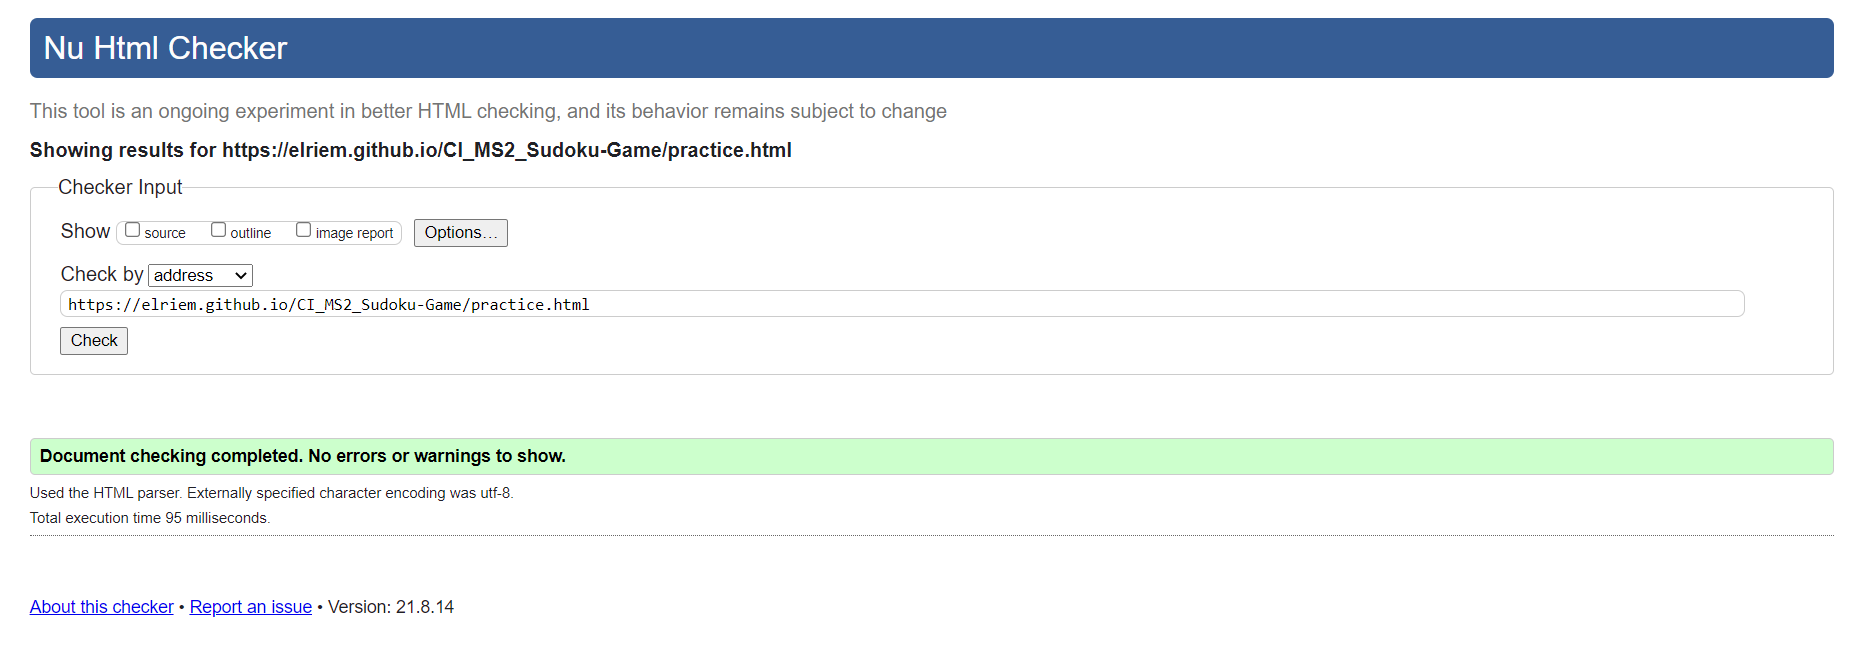 Nu Html Checker
This tool is an ongoing experiment in better HTML checking, and its behavior remains subject to change
Showing results for https://elriem.github.io/CI_MS2_Sudoku-Game/practice.html
Checker Input
Show source outline image report Options…
Check by address
https://elriem.github.io/CI_MS2_Sudoku-Game/practice.html
Check
Document checking completed. No errors or warnings to show.
Used the HTML parser. Externally specified character encoding was utf-8.
Total execution time 95 milliseconds.
About this checker • Report an issue • Version: 21.8.14